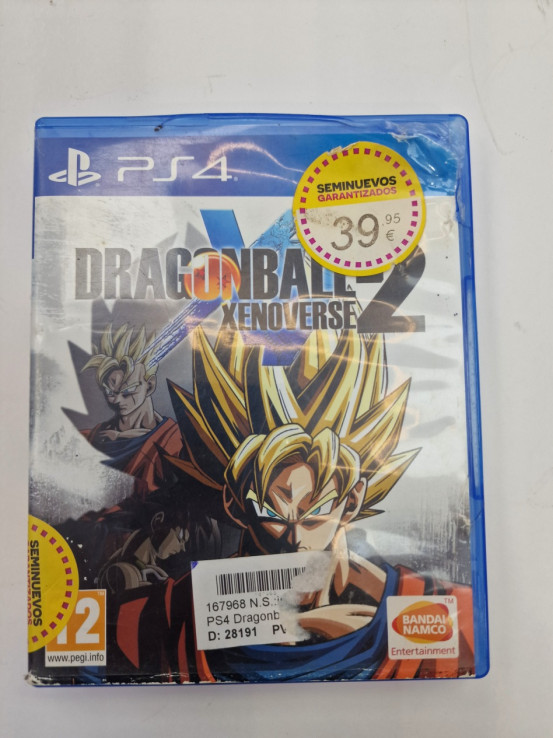 PS4
SEMINUEVOS
GARANTIZADOS
39.95
€
DRAGONBALL
XENOVERSE 2
SEMINUEVOS
12
www.pegi.info
167968 N.S.:
PS4 Dragonb
D: 28191
BANDAI
NAMCO
Entertainment
TM